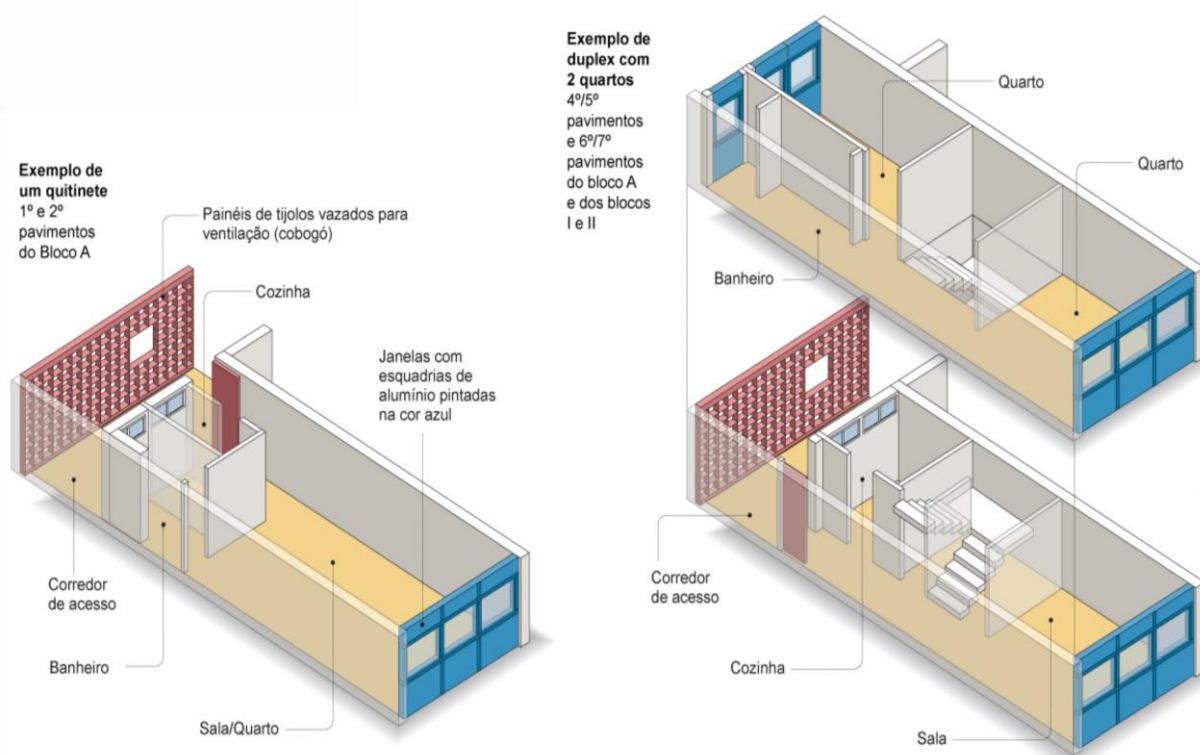 Exemplo de
um quitinete
1º e 2º
pavimentos
do Bloco A
Painéis de tijolos vazados para
ventilação (cobogó)
Cozinha
Janelas com
esquadrias de
alumínio pintadas
na cor azul
Corredor
de acesso
Banheiro
Sala/Quarto
Exemplo de
duplex com
2 quartos
4º/5º
pavimentos
e 6º/7º
pavimentos
do bloco A
e dos blocos
I e II
Quarto
Quarto
Banheiro
Corredor
de acesso
Cozinha
Sala